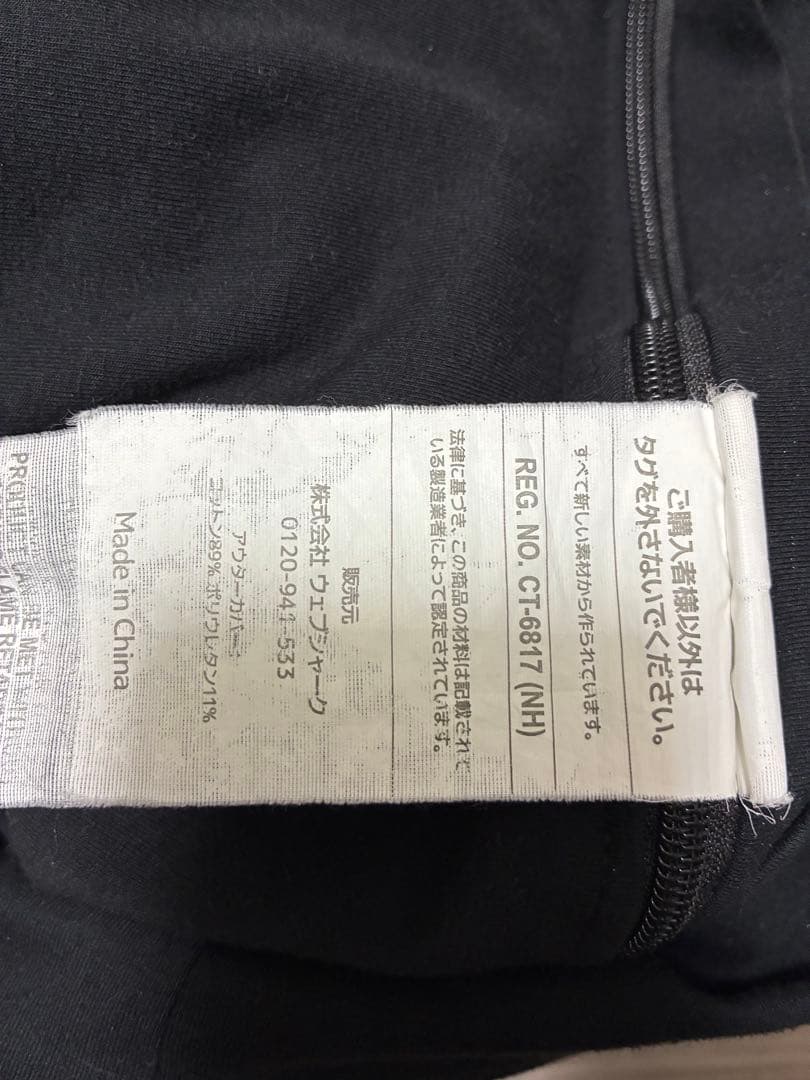 ご購入者様以外は
タグを外さないでください。
すべて新しい素材から作られています。
REG. NO. CT-6817 (NH)
法律に基づき、この商品の材料は記載されて
いる製造業者によって認定されています。
販売元
株式会社 ウェブシャーク
0120-941-533
アウターカバー
コットン89% ポリウレタン11%
Made in China